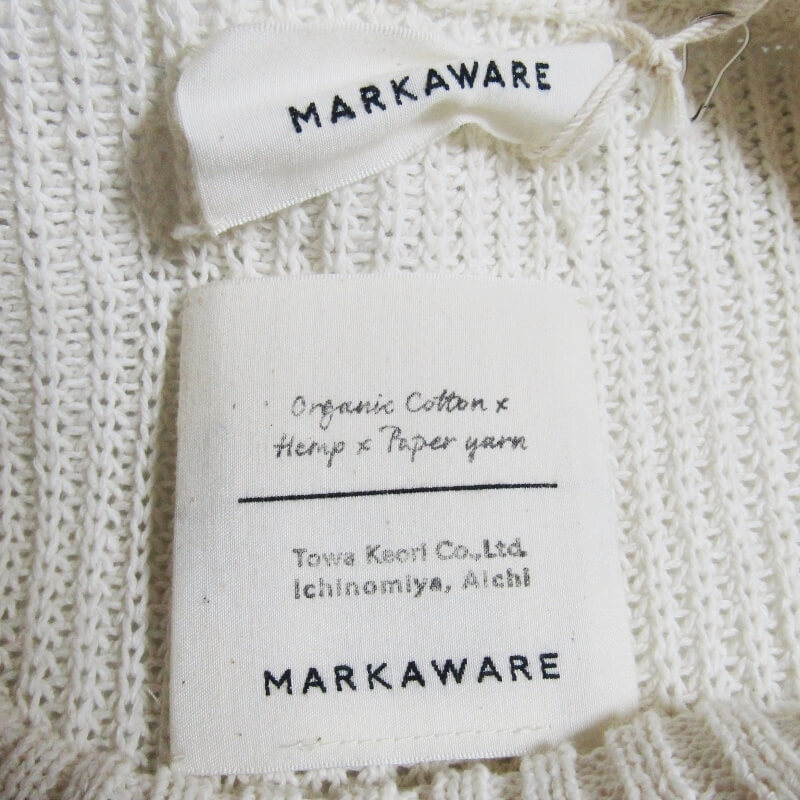 MARKAWARE
Organic Cotton x
Hemp x Paper yarn
Towa Keori Co.,Ltd.
Ichinomiya, Aichi
MARKAWARE